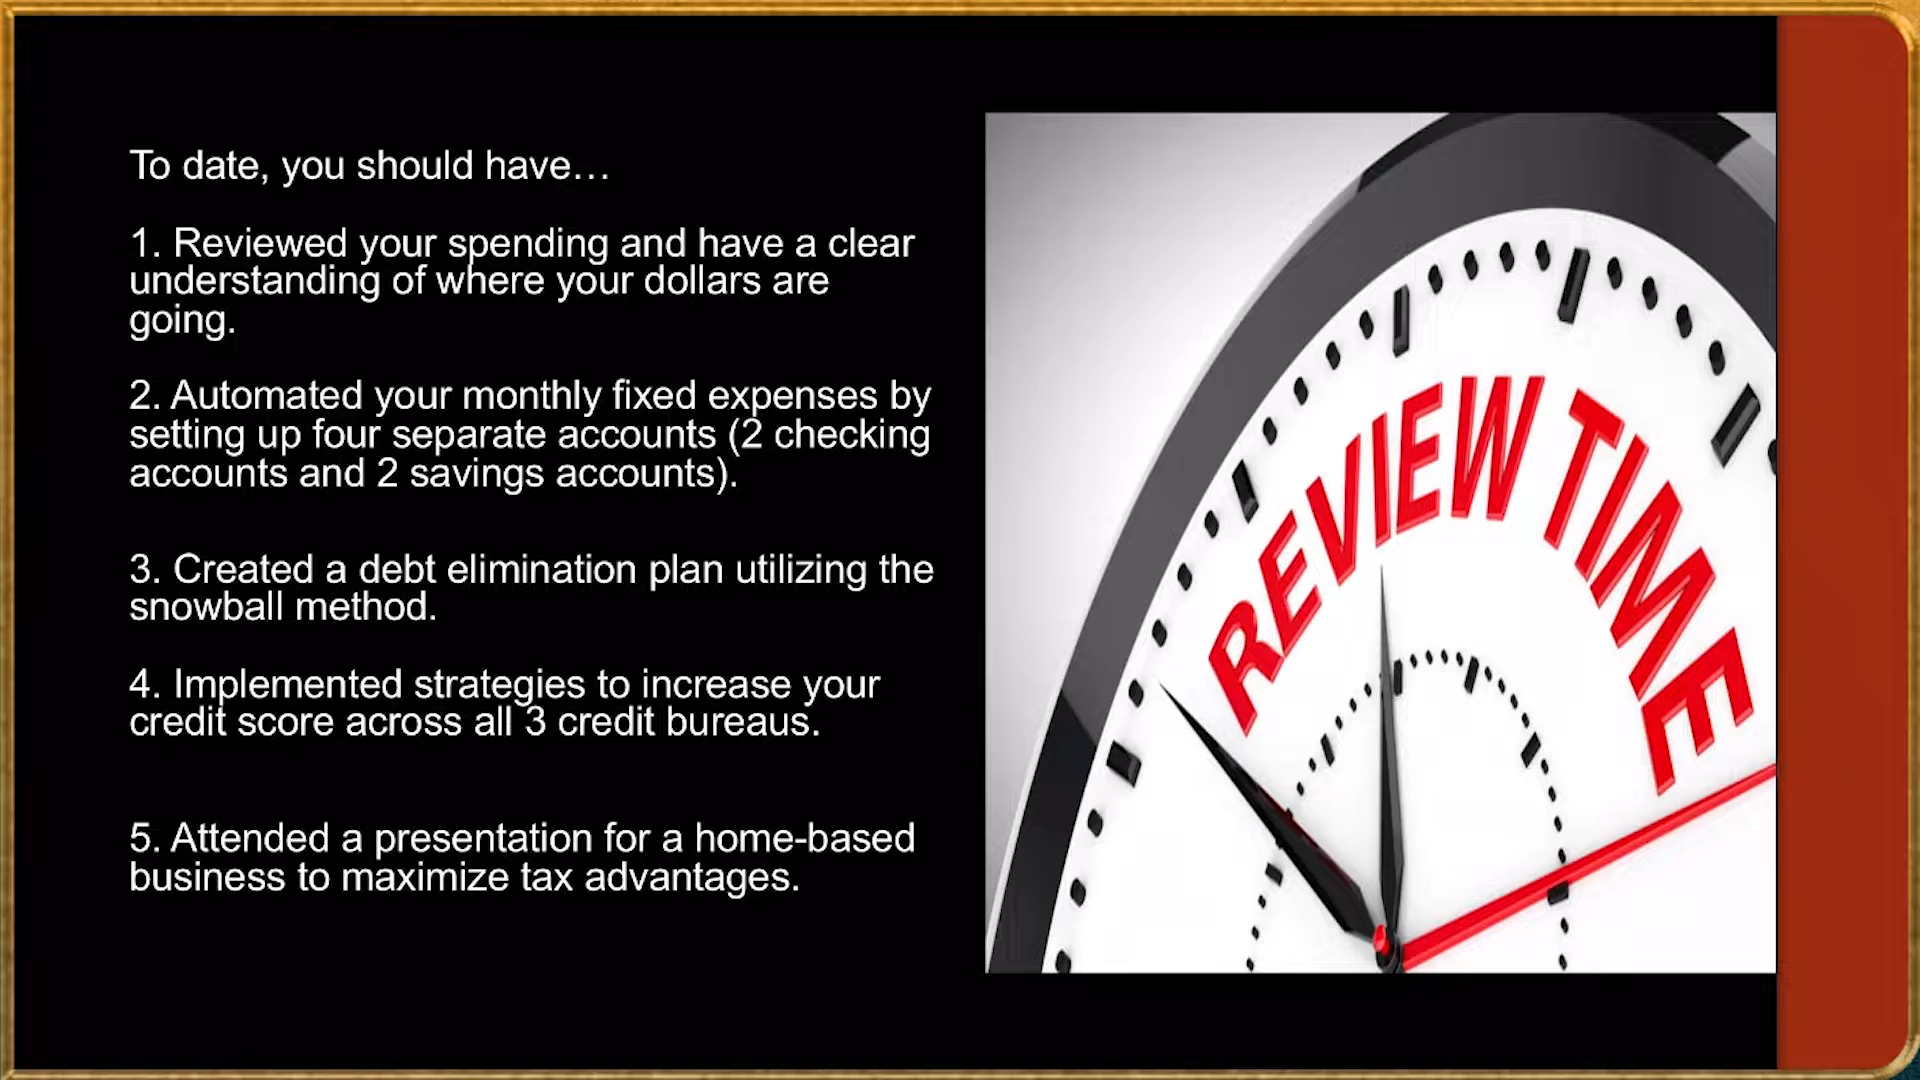 To date, you should have…
1. Reviewed your spending and have a clear
understanding of where your dollars are
going.
2. Automated your monthly fixed expenses by
setting up four separate accounts (2 checking
accounts and 2 savings accounts).
3. Created a debt elimination plan utilizing the
snowball method.
4. Implemented strategies to increase your
credit score across all 3 credit bureaus.
5. Attended a presentation for a home-based
business to maximize tax advantages.
REVIEW TIME